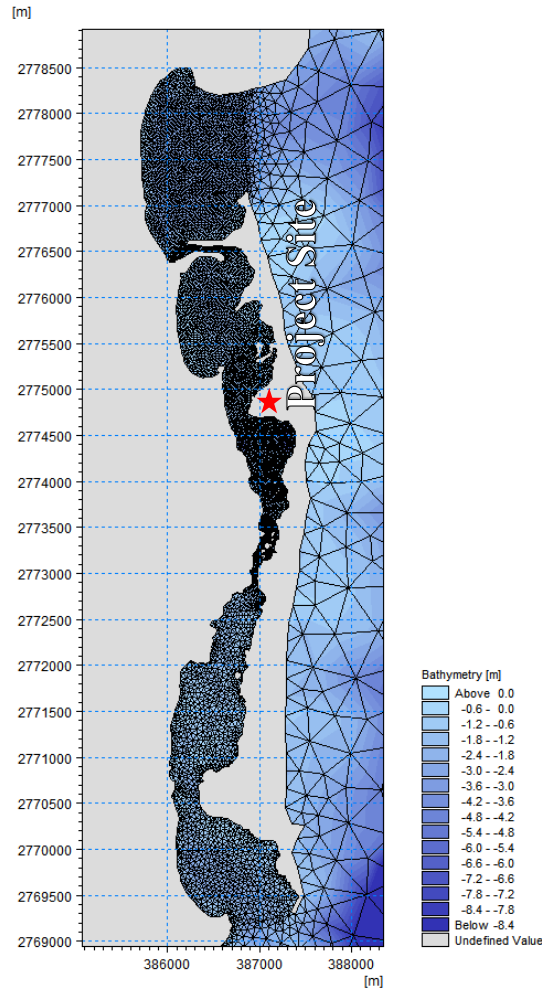 [m]
2778500
2778000
2777500
2777000
2776500
2776000
2775500
2775000
2774500
2774000
2773500
2773000
2772500
2772000
2771500
2771000
2770500
2770000
2769500
2769000
Project Site
386000 387000 388000
[m]
Bathymetry [m]
Above 0.0
-0.6 - 0.0
-1.2 - -0.6
-1.8 - -1.2
-2.4 - -1.8
-3.0 - -2.4
-3.6 - -3.0
-4.2 - -3.6
-4.8 - -4.2
-5.4 - -4.8
-6.0 - -5.4
-6.6 - -6.0
-7.2 - -6.6
-7.8 - -7.2
-8.4 - -7.8
Below -8.4
Undefined Value